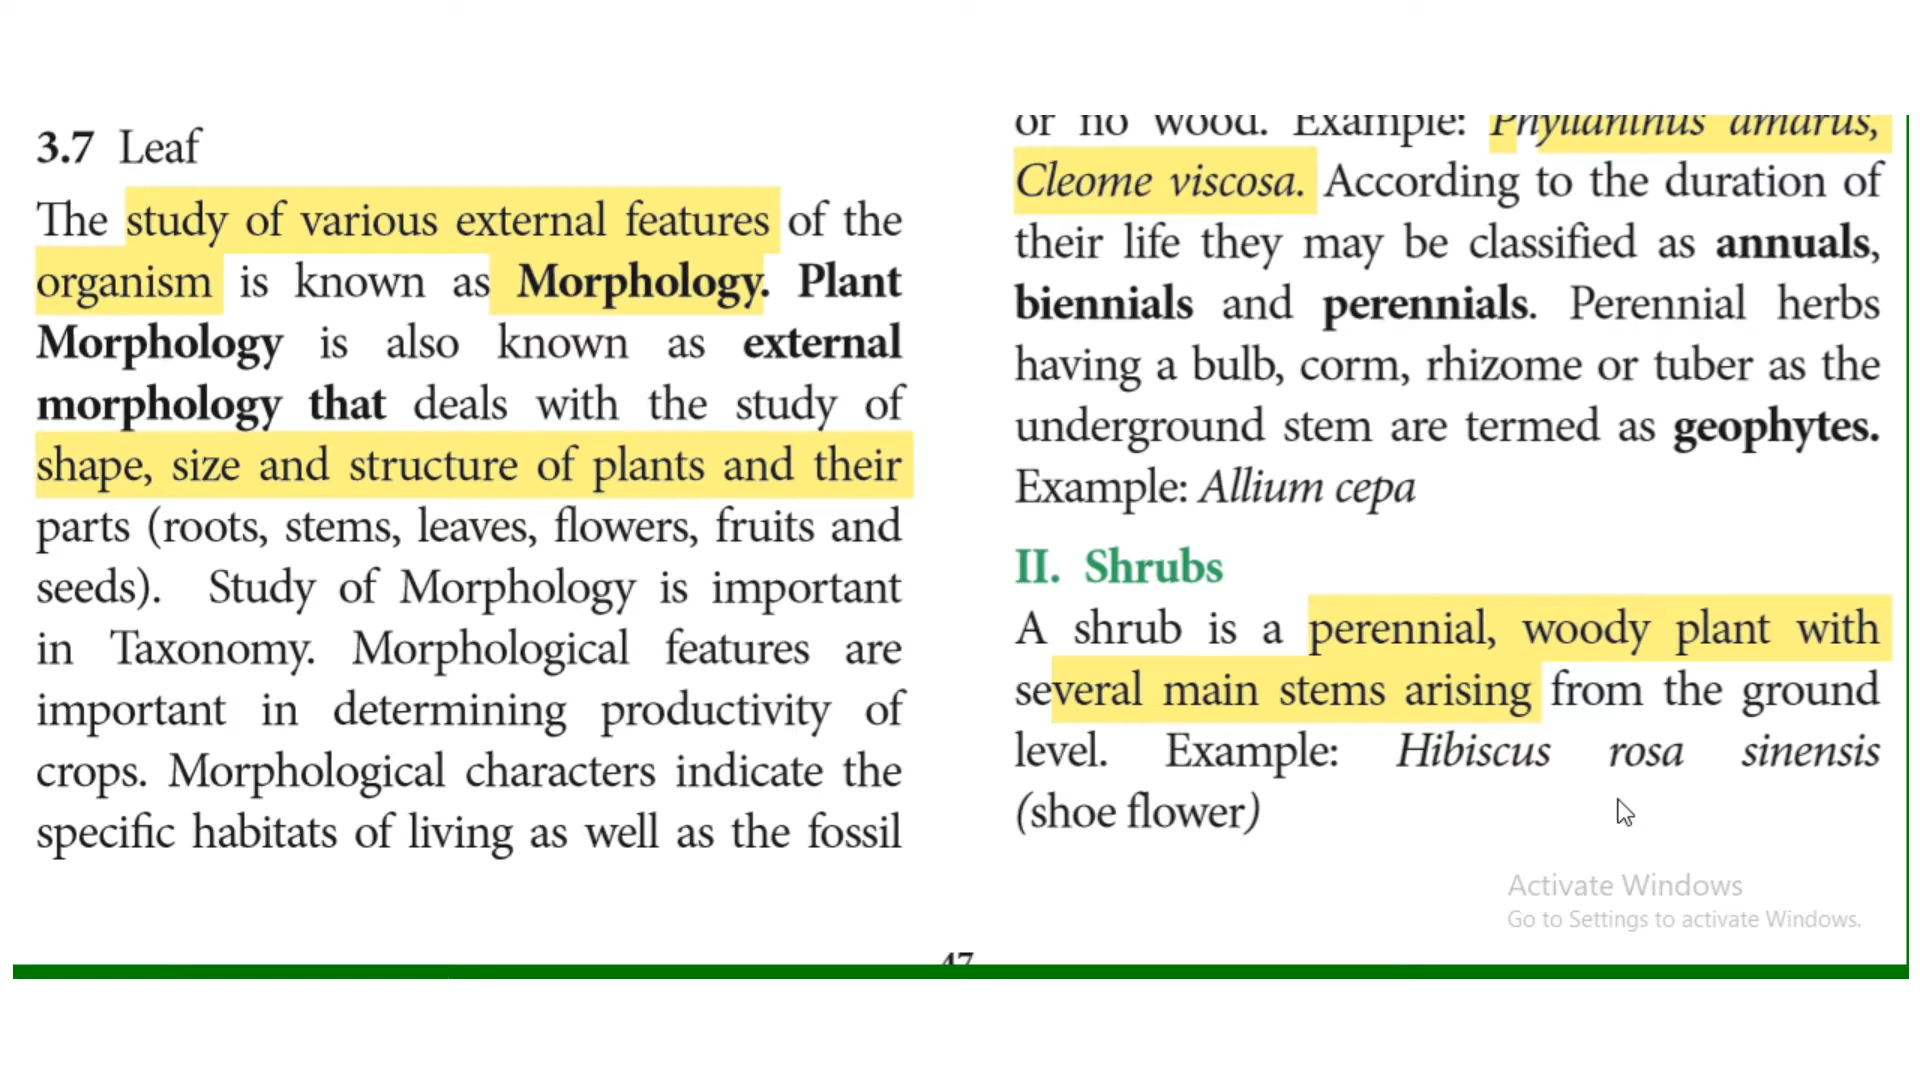 3.7 Leaf
The study of various external features of the
organism is known as Morphology. Plant
Morphology is also known as external
morphology that deals with the study of
shape, size and structure of plants and their
parts (roots, stems, leaves, flowers, fruits and
seeds). Study of Morphology is important
in Taxonomy. Morphological features are
important in determining productivity of
crops. Morphological characters indicate the
specific habitats of living as well as the fossil
or no wood. Example: Phyllanthus amarus,
Cleome viscosa. According to the duration of
their life they may be classified as annuals,
biennials and perennials. Perennial herbs
having a bulb, corm, rhizome or tuber as the
underground stem are termed as geophytes.
Example: Allium cepa
II. Shrubs
A shrub is a perennial, woody plant with
several main stems arising from the ground
level. Example: Hibiscus rosa sinensis
(shoe flower)
Activate Windows
Go to Settings to activate Windows.
47